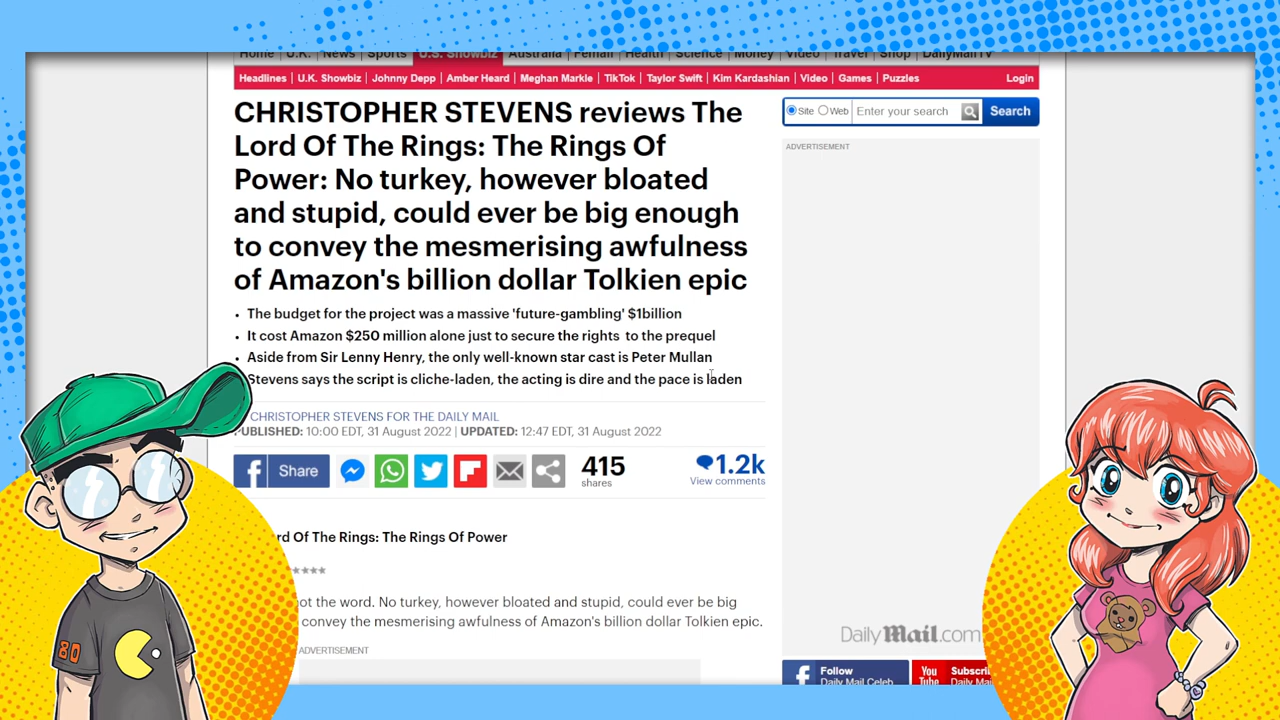 Home U.K. News Sports U.S. Showbiz Australia Femail Health Science Money Video Travel Shop DailyMailTV
Headlines | U.K. Showbiz | Johnny Depp | Amber Heard | Meghan Markle | TikTok | Taylor Swift | Kim Kardashian | Video | Games | Puzzles Login
CHRISTOPHER STEVENS reviews The
Lord Of The Rings: The Rings Of
Power: No turkey, however bloated
and stupid, could ever be big enough
to convey the mesmerising awfulness
of Amazon's billion dollar Tolkien epic
• The budget for the project was a massive 'future-gambling' $1billion
• It cost Amazon $250 million alone just to secure the rights to the prequel
• Aside from Sir Lenny Henry, the only well-known star cast is Peter Mullan
Stevens says the script is cliche-laden, the acting is dire and the pace is laden
CHRISTOPHER STEVENS FOR THE DAILY MAIL
PUBLISHED: 10:00 EDT, 31 August 2022 | UPDATED: 12:47 EDT, 31 August 2022
Share
415
shares
1.2k
View comments
rd Of The Rings: The Rings Of Power
not the word. No turkey, however bloated and stupid, could ever be big
convey the mesmerising awfulness of Amazon's billion dollar Tolkien epic.
ADVERTISEMENT
Site Web Enter your search Search
ADVERTISEMENT
DailyMail.com
Follow
Daily Mail Celeb
You
Tube
Subscri
Daily Ma
80